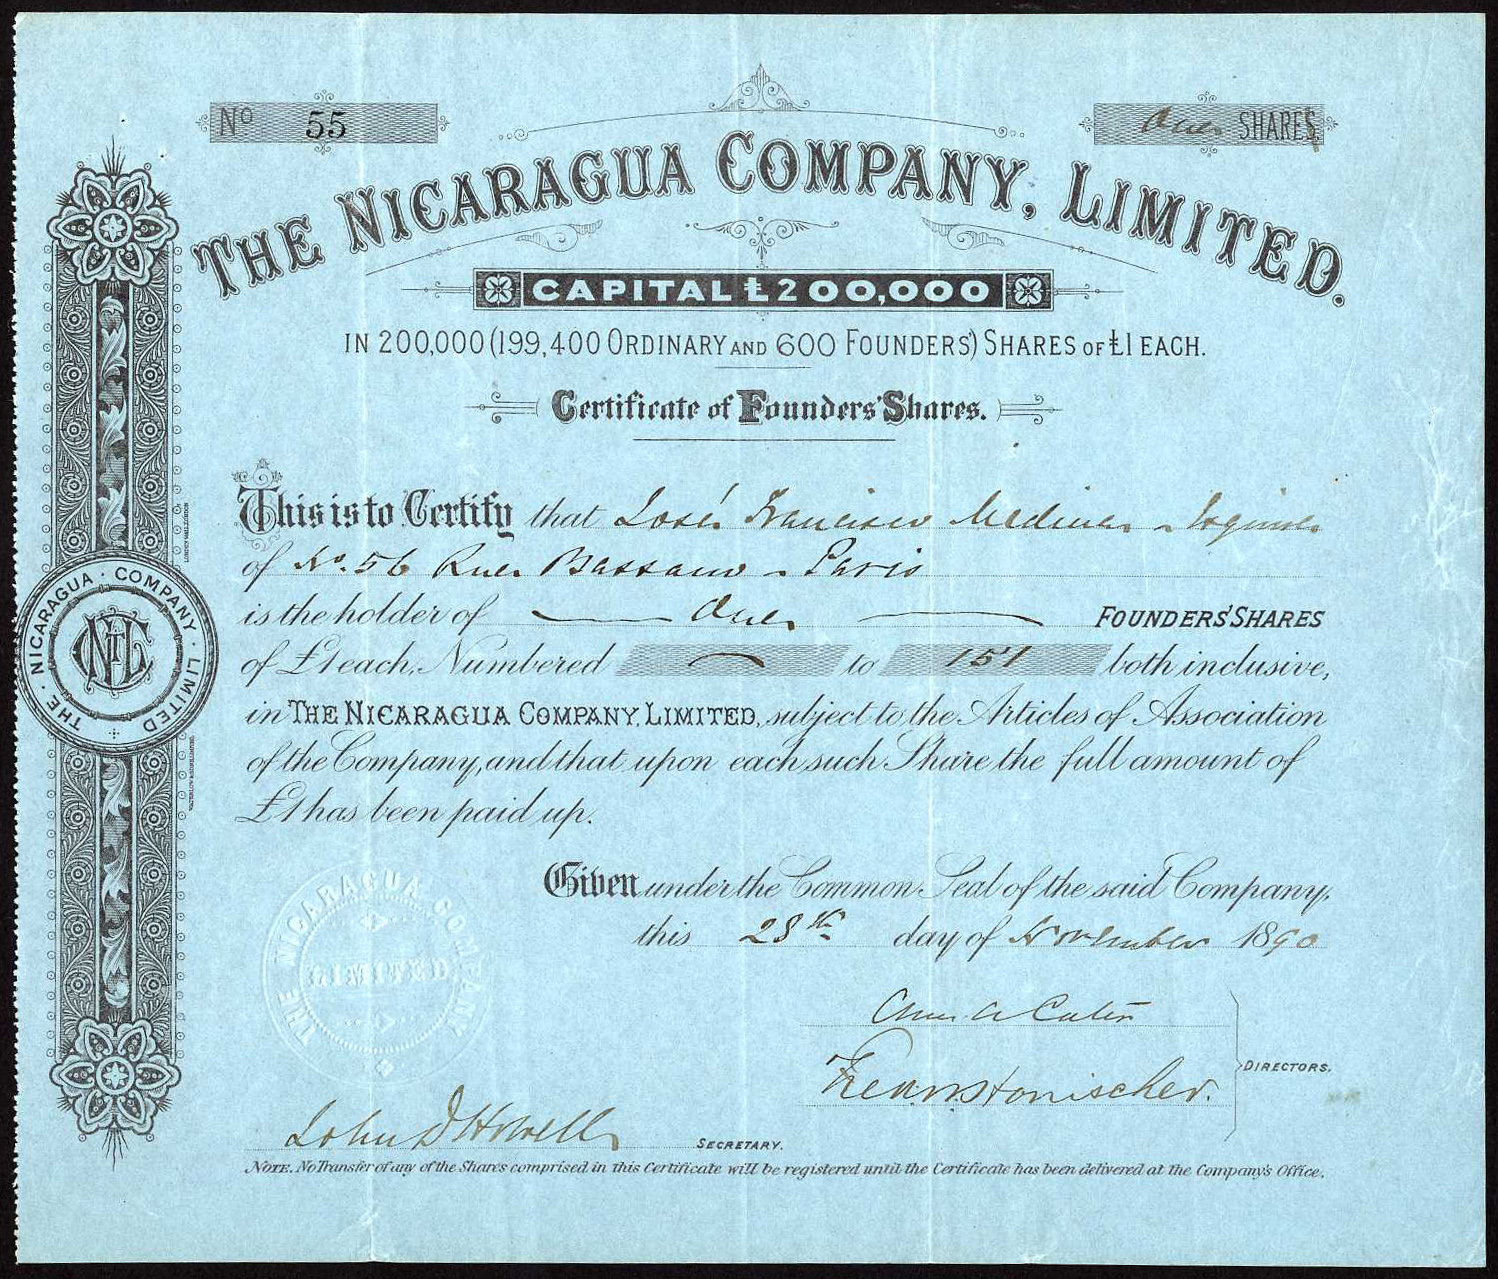 No 55
One SHARES
THE NICARAGUA COMPANY, LIMITED.
CAPITAL £200,000
IN 200,000 (199,400 ORDINARY AND 600 FOUNDERS') SHARES OF £1 EACH.
Certificate of Founders' Shares.
This is to Certify that José Francisco Medina Esquire
of No. 56 Rue Bassano Paris
is the holder of One FOUNDERS' SHARES
of £1 each, Numbered — to 151 both inclusive,
in THE NICARAGUA COMPANY, LIMITED, subject to the Articles of Association
of the Company, and that upon each such Share the full amount of
£1 has been paid up.
THE · NICARAGUA · COMPANY · LIMITED
Given under the Common Seal of the said Company,
this 28th day of November 1890
THE NICARAGUA COMPANY
LIMITED
DIRECTORS.
John D Howell SECRETARY.
NOTE. No Transfer of any of the Shares comprised in this Certificate will be registered until the Certificate has been delivered at the Company's Office.